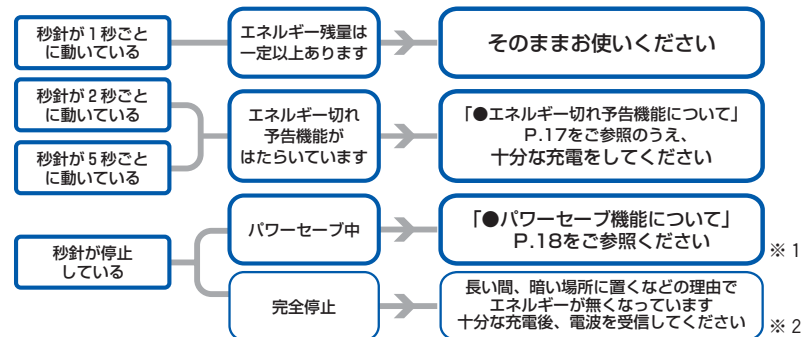 秒針が1秒ごと
に動いている
エネルギー残量は
一定以上あります
そのままお使いください
秒針が2秒ごと
に動いている
秒針が5秒ごと
に動いている
エネルギー切れ
予告機能が
はたらいています
「●エネルギー切れ予告機能について」
P.17をご参照のうえ、
十分な充電をしてください
秒針が停止
している
パワーセーブ中
「●パワーセーブ機能について」
P.18をご参照ください
※1
完全停止
長い間、暗い場所に置くなどの理由で
エネルギーが無くなっています
十分な充電後、電波を受信してください
※2